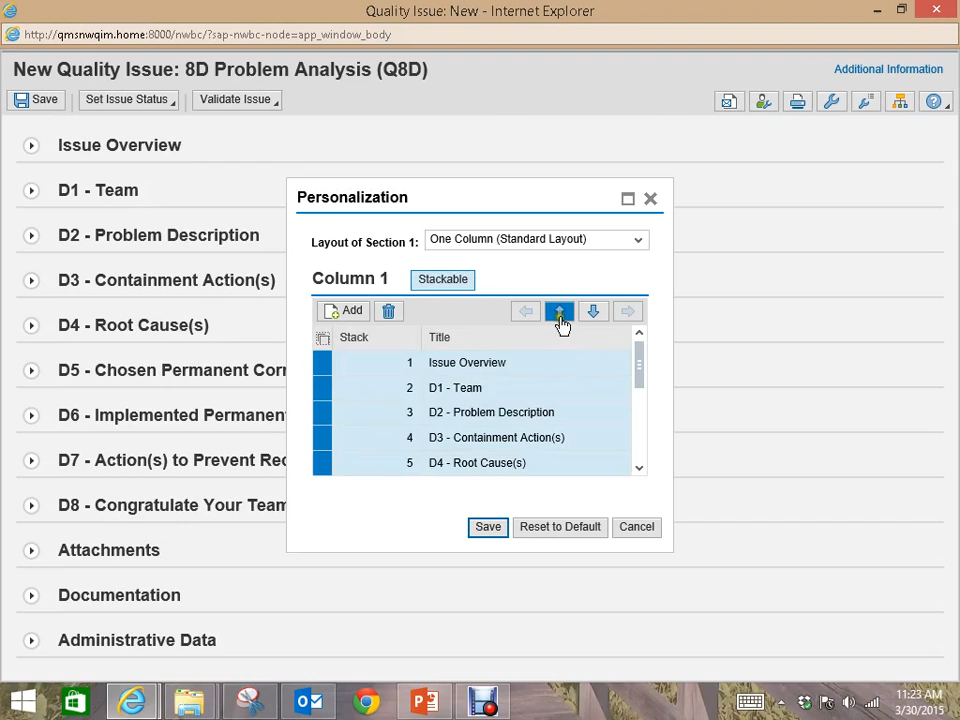 Quality Issue: New - Internet Explorer
http://qmsnwqim.home:8000/nwbc/?sap-nwbc-node=app_window_body
New Quality Issue: 8D Problem Analysis (Q8D)
Additional Information
Save
Set Issue Status
Validate Issue
Issue Overview
D1 - Team
D2 - Problem Description
D3 - Containment Action(s)
D4 - Root Cause(s)
D5 - Chosen Permanent Corr
D6 - Implemented Permanent
D7 - Action(s) to Prevent Rec
D8 - Congratulate Your Team
Attachments
Documentation
Administrative Data
Personalization
Layout of Section 1: One Column (Standard Layout)
Column 1 Stackable
Add
Stack Title
1 Issue Overview
2 D1 - Team
3 D2 - Problem Description
4 D3 - Containment Action(s)
5 D4 - Root Cause(s)
Save Reset to Default Cancel
11:23 AM
3/30/2015